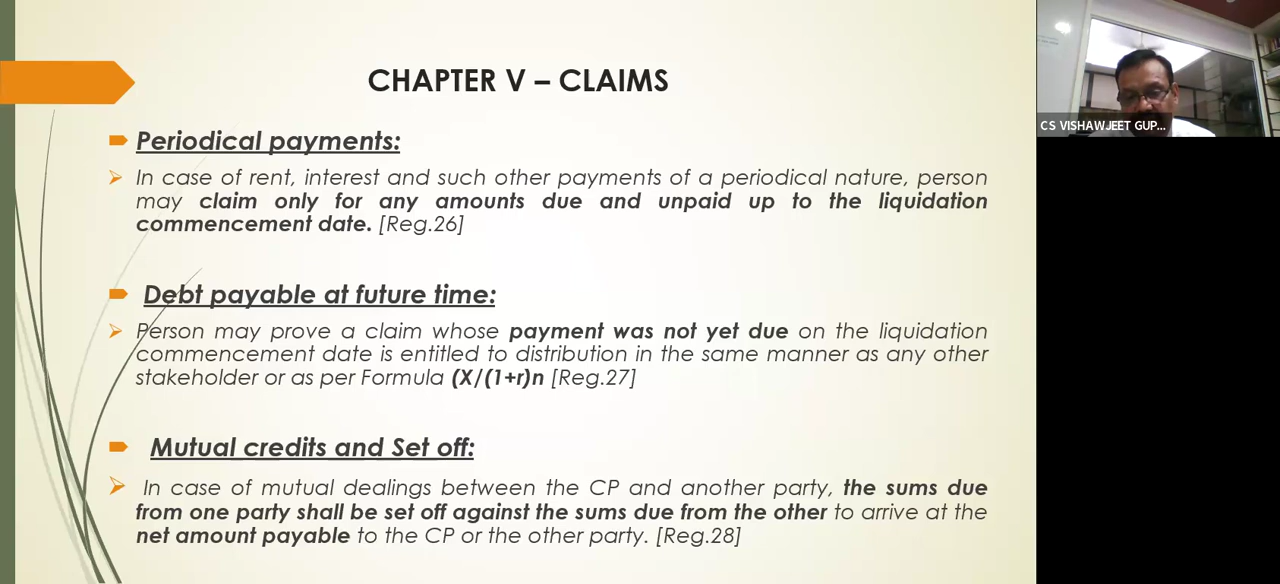 CHAPTER V – CLAIMS
Periodical payments:
In case of rent, interest and such other payments of a periodical nature, person
may claim only for any amounts due and unpaid up to the liquidation
commencement date. [Reg.26]
Debt payable at future time:
Person may prove a claim whose payment was not yet due on the liquidation
commencement date is entitled to distribution in the same manner as any other
stakeholder or as per Formula (X/(1+r)n [Reg.27]
Mutual credits and Set off:
In case of mutual dealings between the CP and another party, the sums due
from one party shall be set off against the sums due from the other to arrive at the
net amount payable to the CP or the other party. [Reg.28]
CS VISHAWJEET GUP...